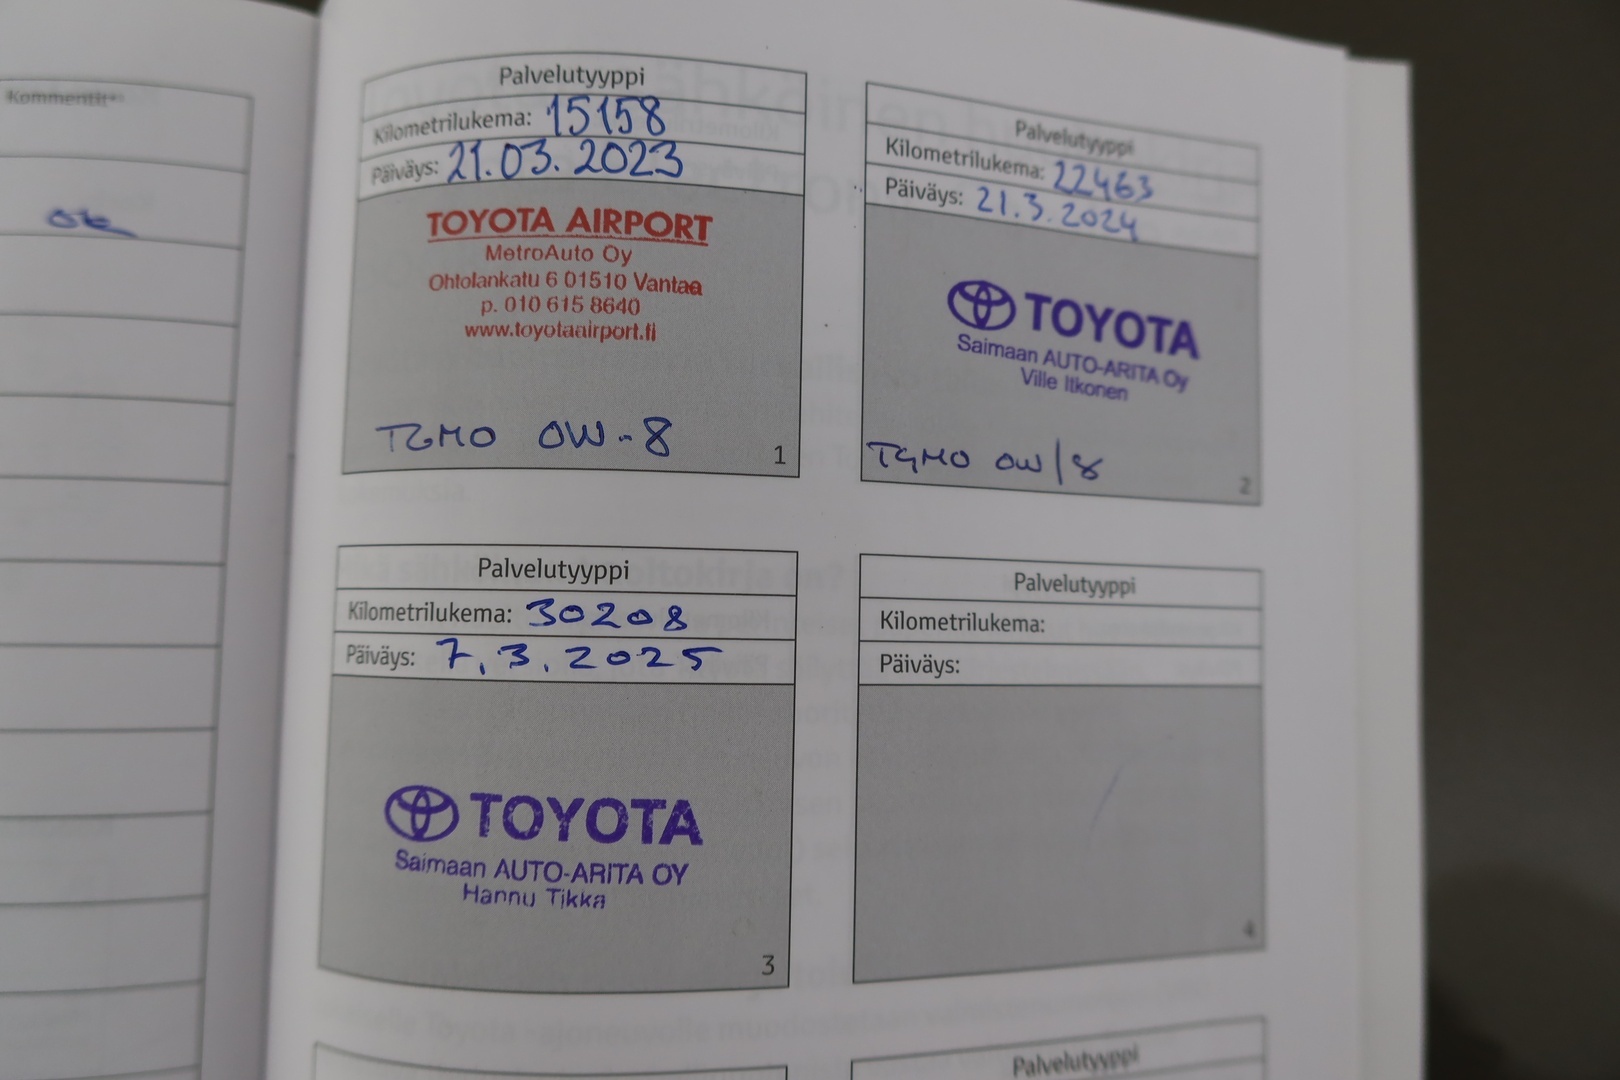 Kommentit
ok
Palvelutyyppi
Kilometrilukema: 15158
Päiväys: 21.03.2023
TOYOTA AIRPORT
MetroAuto Oy
Ohtolankatu 6 01510 Vantaa
p. 010 615 8640
www.toyotaairport.fi
TGMO OW-8
1
Palvelutyyppi
Kilometrilukema: 22463
Päiväys: 21.3.2024
TOYOTA
Saimaan AUTO-ARITA Oy
Ville Itkonen
TGMO OW/8
2
Palvelutyyppi
Kilometrilukema: 30208
Päiväys: 7.3.2025
TOYOTA
Saimaan AUTO-ARITA OY
Hannu Tikka
3
Palvelutyyppi
Kilometrilukema:
Päiväys:
4
Palvelutyyppi